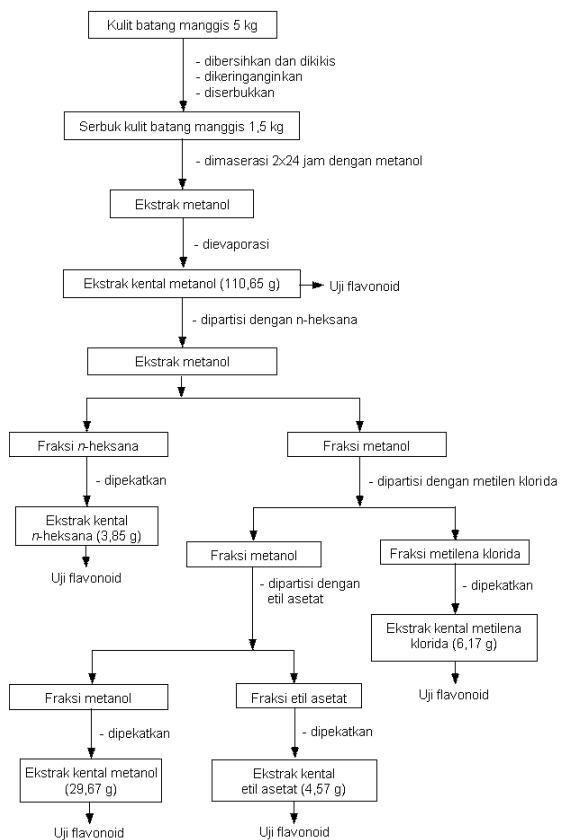 Kulit batang manggis 5 kg
- dibersihkan dan dikikis
- dikeringanginkan
- diserbukkan
Serbuk kulit batang manggis 1,5 kg
- dimaserasi 2x24 jam dengan metanol
Ekstrak metanol
- dievaporasi
Ekstrak kental metanol (110,65 g)
Uji flavonoid
- dipartisi dengan n-heksana
Ekstrak metanol
Fraksi n-heksana
Fraksi metanol
- dipekatkan
- dipartisi dengan metilen klorida
Ekstrak kental
n-heksana (3,85 g)
Uji flavonoid
Fraksi metanol
Fraksi metilena klorida
- dipartisi dengan
etil asetat
- dipekatkan
Ekstrak kental metilena
klorida (6,17 g)
Uji flavonoid
Fraksi metanol
Fraksi etil asetat
- dipekatkan
- dipekatkan
Ekstrak kental metanol
(29,67 g)
Ekstrak kental
etil asetat (4,57 g)
Uji flavonoid
Uji flavonoid